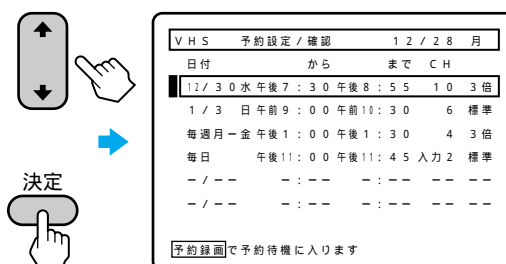 VHS 予約設定/確認 12/28 月
日付 から まで CH
12/30水 午後7:30 午後8:55 10 3倍
1/3 日 午前9:00 午前10:30 6 標準
毎週月ー金 午後1:00 午後1:30 4 3倍
毎日 午後11:00 午後11:45 入力2 標準
ー/ーー ー:ーー ー:ーー ーー ーー
ー/ーー ー:ーー ー:ーー ーー ーー
予約録画で予約待機に入ります
決定